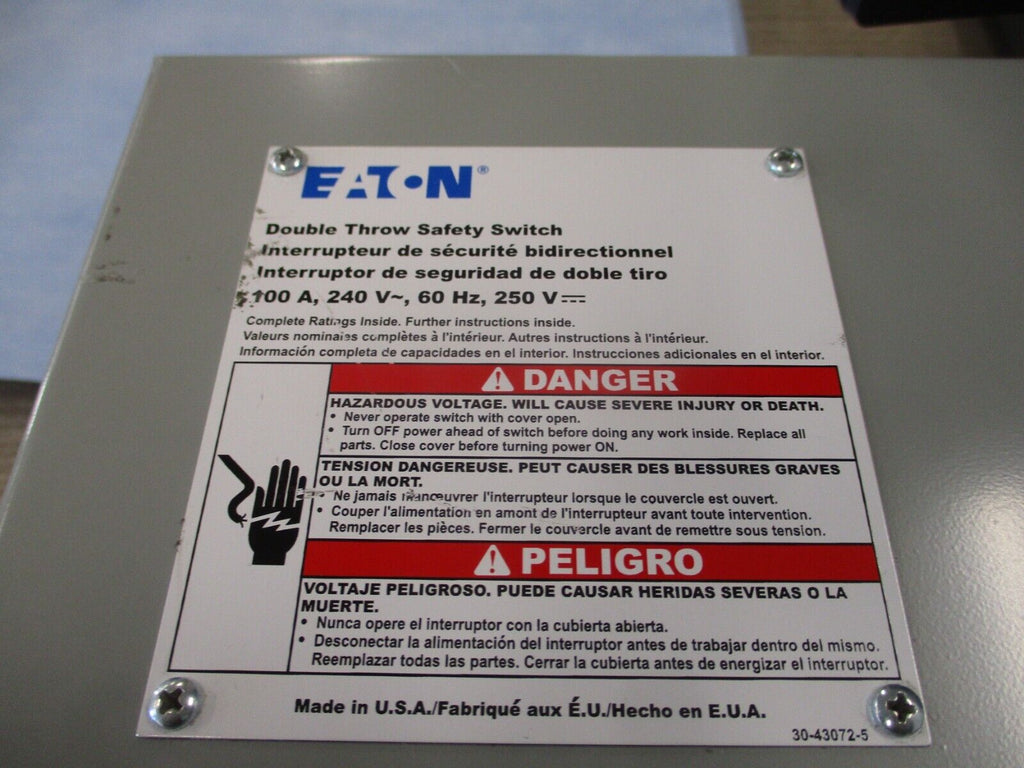 EATON®
Double Throw Safety Switch
Interrupteur de sécurité bidirectionnel
Interruptor de seguridad de doble tiro
100 A, 240 V~, 60 Hz, 250 V⎓
Complete Ratings Inside. Further instructions inside.
Valeurs nominales complètes à l'intérieur. Autres instructions à l'intérieur.
Información completa de capacidades en el interior. Instrucciones adicionales en el interior.
⚠ DANGER
HAZARDOUS VOLTAGE. WILL CAUSE SEVERE INJURY OR DEATH.
• Never operate switch with cover open.
• Turn OFF power ahead of switch before doing any work inside. Replace all
parts. Close cover before turning power ON.
TENSION DANGEREUSE. PEUT CAUSER DES BLESSURES GRAVES
OU LA MORT.
• Ne jamais manœuvrer l'interrupteur lorsque le couvercle est ouvert.
• Couper l'alimentation en amont de l'interrupteur avant toute intervention.
Remplacer les pièces. Fermer le couvercle avant de remettre sous tension.
⚠ PELIGRO
VOLTAJE PELIGROSO. PUEDE CAUSAR HERIDAS SEVERAS O LA
MUERTE.
• Nunca opere el interruptor con la cubierta abierta.
• Desconectar la alimentación del interruptor antes de trabajar dentro del mismo.
Reemplazar todas las partes. Cerrar la cubierta antes de energizar el interruptor.
Made in U.S.A./Fabriqué aux É.U./Hecho en E.U.A.
30-43072-5